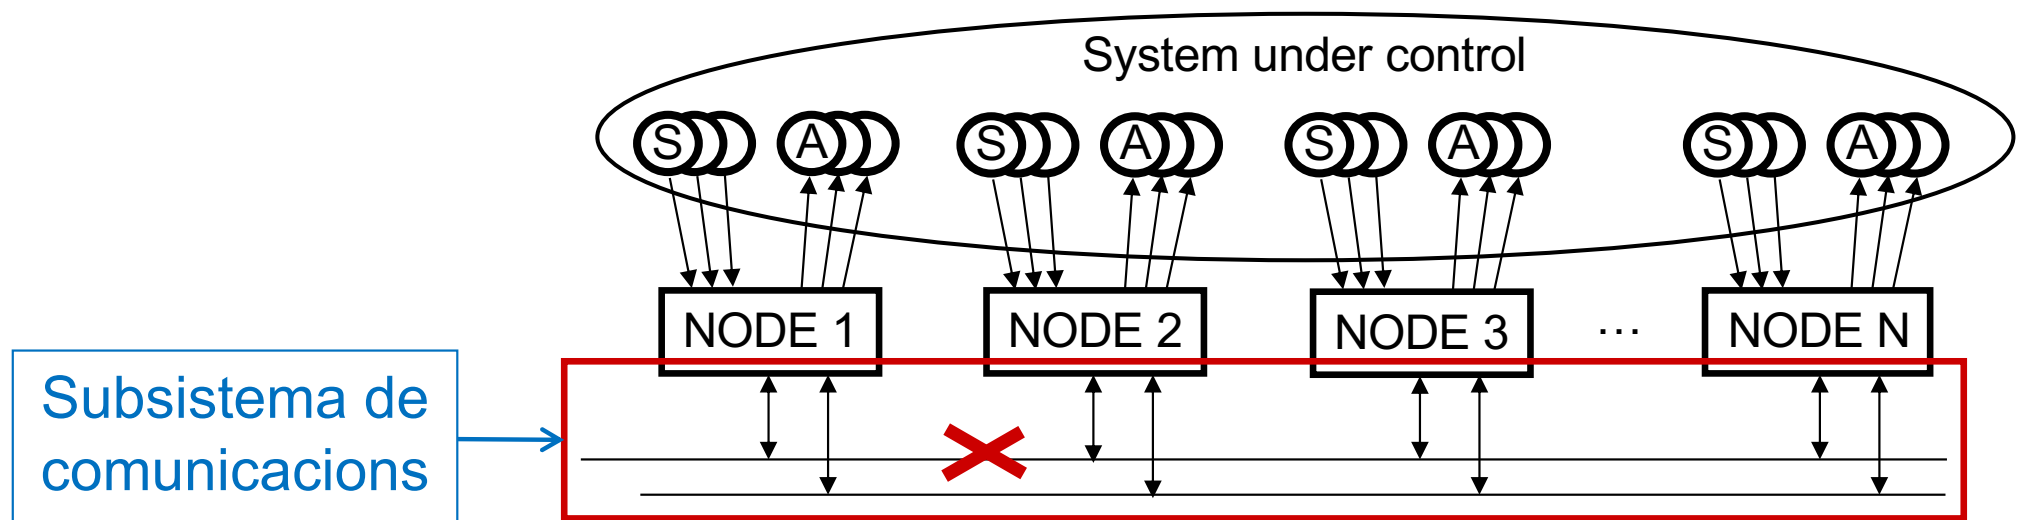 System under control
S A S A S A S A
NODE 1 NODE 2 NODE 3 ... NODE N
Subsistema de
comunicacions